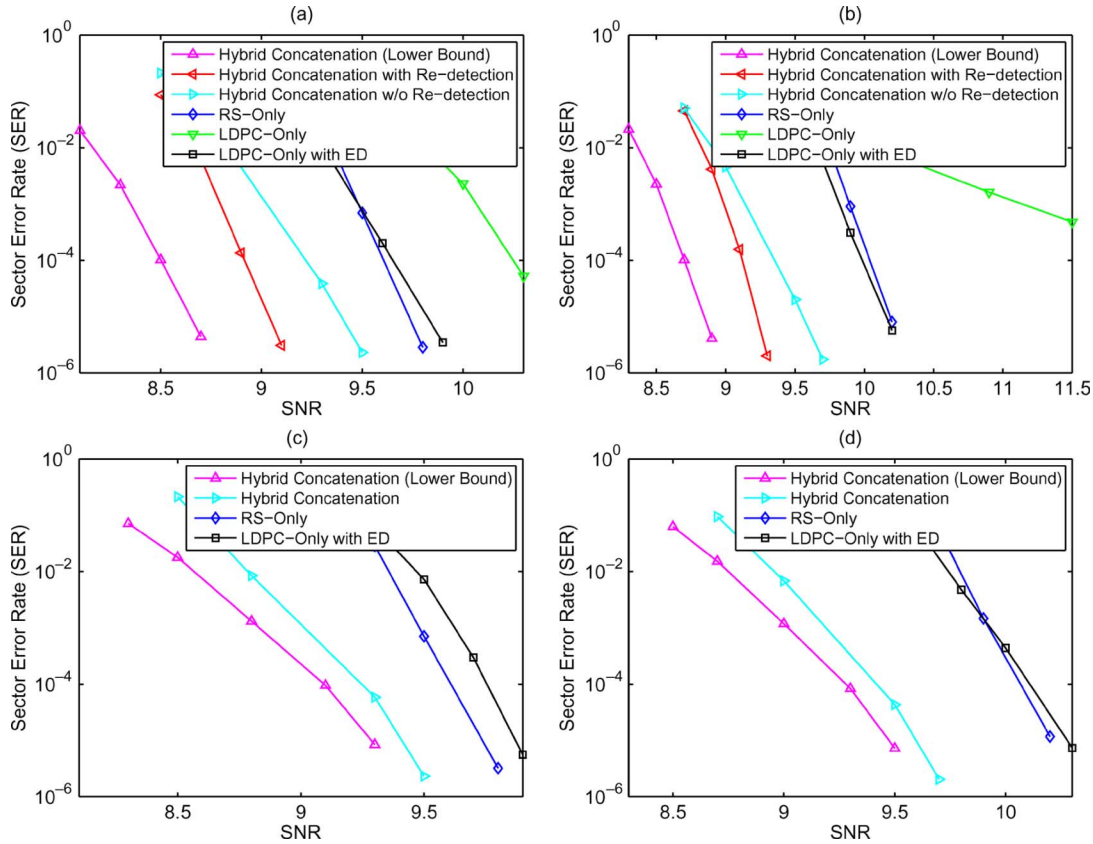 (a)
10^0
10^-2
10^-4
10^-6
Sector Error Rate (SER)
Hybrid Concatenation (Lower Bound)
Hybrid Concatenation with Re-detection
Hybrid Concatenation w/o Re-detection
RS-Only
LDPC-Only
LDPC-Only with ED
8.5 9 9.5 10
SNR
(b)
10^0
10^-2
10^-4
10^-6
Sector Error Rate (SER)
Hybrid Concatenation (Lower Bound)
Hybrid Concatenation with Re-detection
Hybrid Concatenation w/o Re-detection
RS-Only
LDPC-Only
LDPC-Only with ED
8.5 9 9.5 10 10.5 11 11.5
SNR
(c)
10^0
10^-2
10^-4
10^-6
Sector Error Rate (SER)
Hybrid Concatenation (Lower Bound)
Hybrid Concatenation
RS-Only
LDPC-Only with ED
8.5 9 9.5
SNR
(d)
10^0
10^-2
10^-4
10^-6
Sector Error Rate (SER)
Hybrid Concatenation (Lower Bound)
Hybrid Concatenation
RS-Only
LDPC-Only with ED
8.5 9 9.5 10
SNR